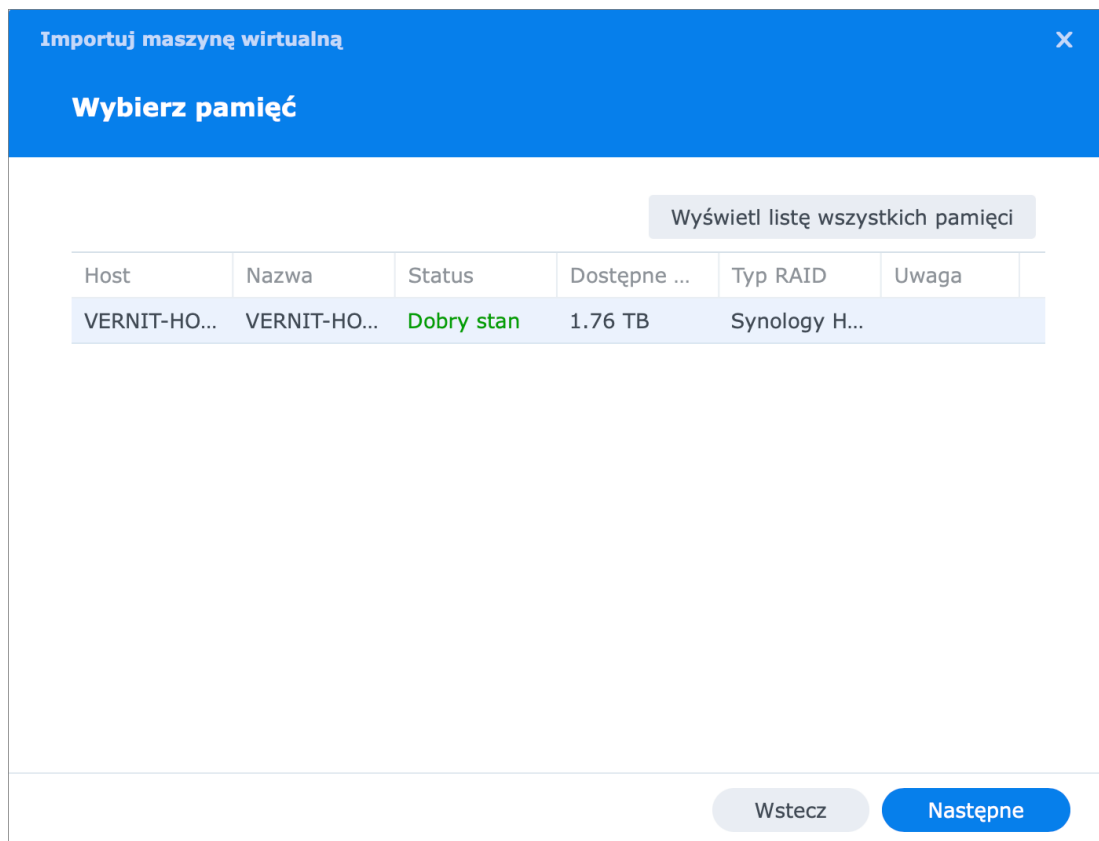 Importuj maszynę wirtualną
Wybierz pamięć
Wyświetl listę wszystkich pamięci
Host Nazwa Status Dostępne ... Typ RAID Uwaga
VERNIT-HO... VERNIT-HO... Dobry stan 1.76 TB Synology H...
Wstecz Następne